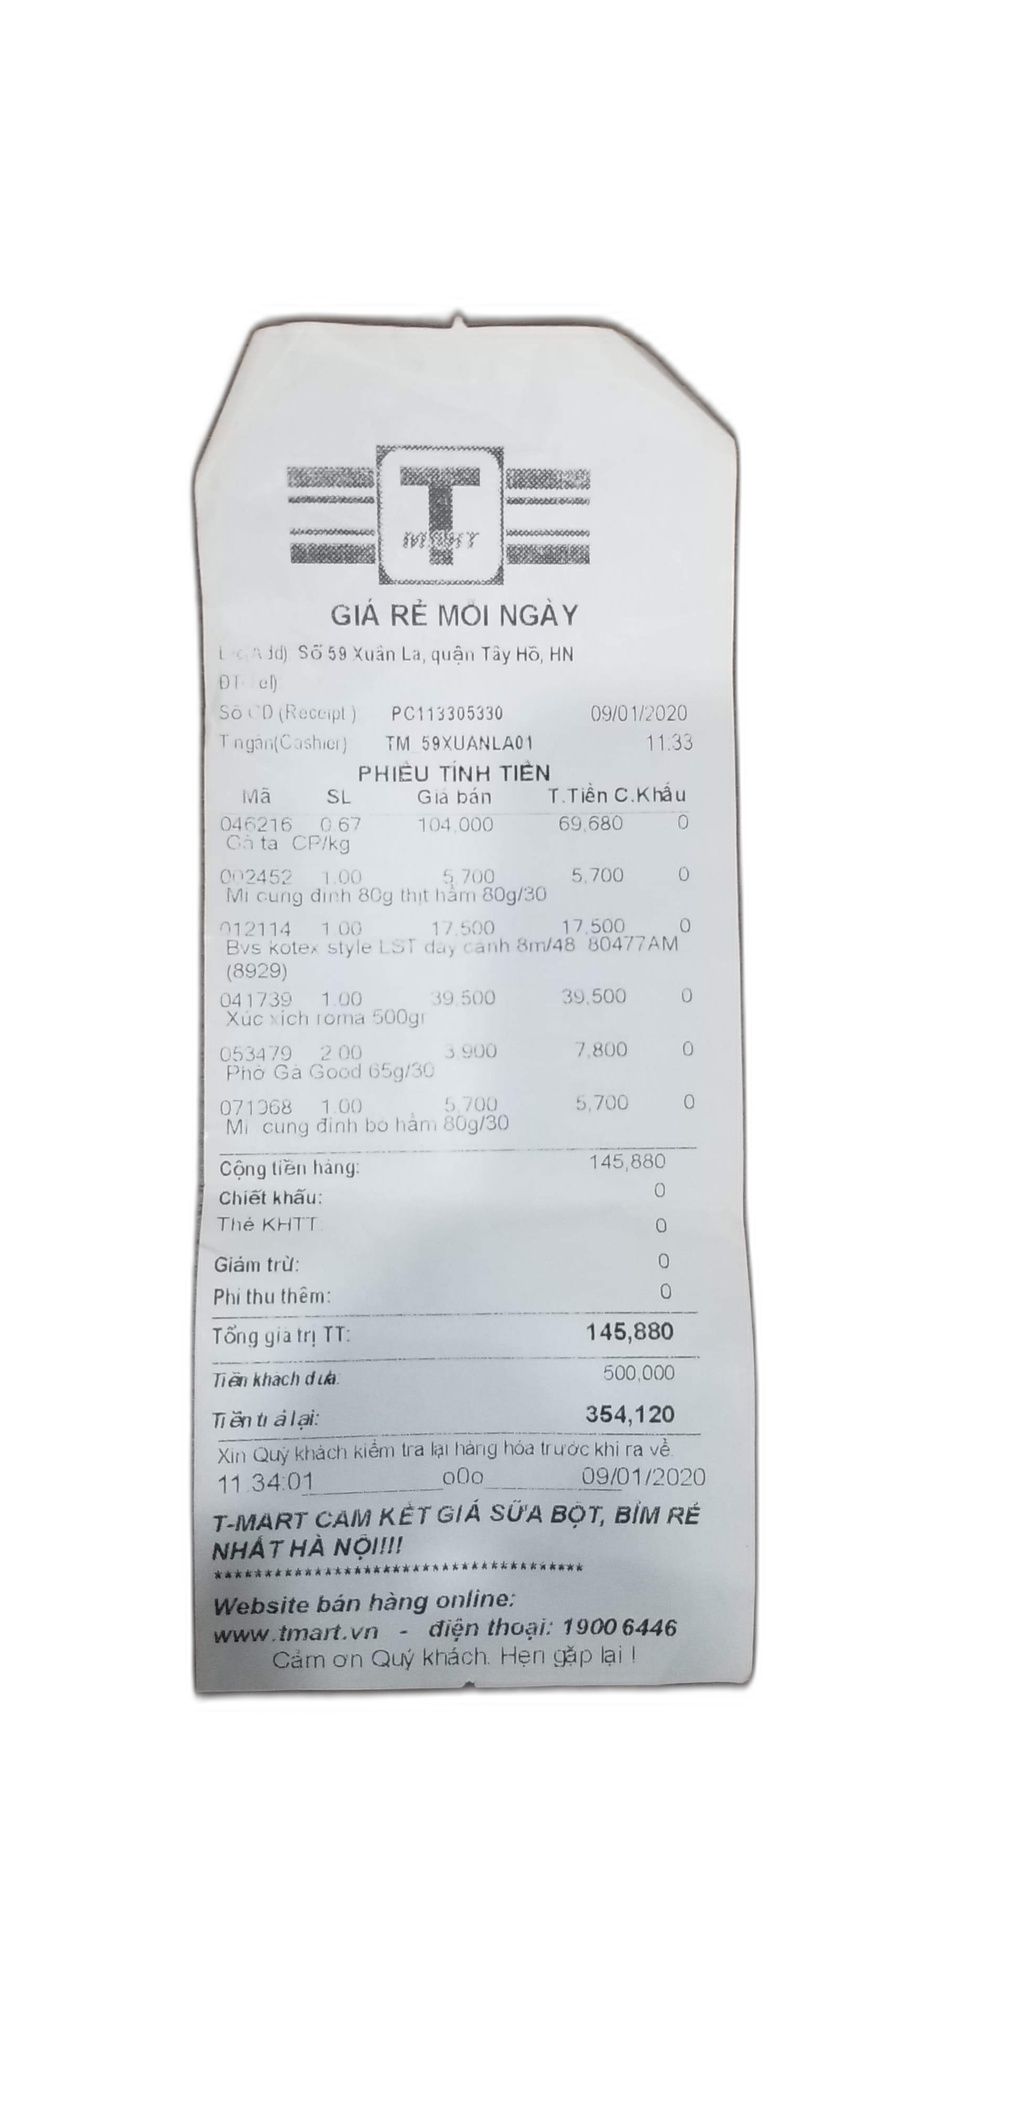 T
MART
GIÁ RẺ MỖI NGÀY
Số 59 Xuân La, quận Tây Hồ, HN
Số CD (Receipt ) PC113305330 09/01/2020
T ngân(Cashier) TM 59XUANLA01 11:33
PHIẾU TÍNH TIỀN
Mã SL Giá bán T.Tiền C.Khấu
046216 0.67 104,000 69,680 0
Gà ta CP/kg
002452 1.00 5,700 5,700 0
Mì cung đình 80g thịt hầm 80g/30
012114 1.00 17,500 17,500 0
Bvs kotex style LST dày cánh 8m/48 80477AM
(8929)
041739 1.00 39,500 39,500 0
Xúc xích roma 500gr
053479 2.00 3,900 7,800 0
Phở Gà Good 65g/30
071068 1.00 5,700 5,700 0
Mì cung đình bò hầm 80g/30
Cộng tiền hàng: 145,880
Chiết khấu: 0
Thẻ KHTT 0
Giảm trừ: 0
Phí thu thêm: 0
Tổng giá trị TT: 145,880
Tiền khách đưa: 500,000
Tiền trả lại: 354,120
Xin Quý khách kiểm tra lại hàng hóa trước khi ra về.
11:34:01 o0o 09/01/2020
T-MART CAM KẾT GIÁ SỮA BỘT, BỈM RẺ
NHẤT HÀ NỘI!!!
***************************************
Website bán hàng online:
www.tmart.vn - điện thoại: 1900 6446
Cảm ơn Quý khách. Hẹn gặp lại !